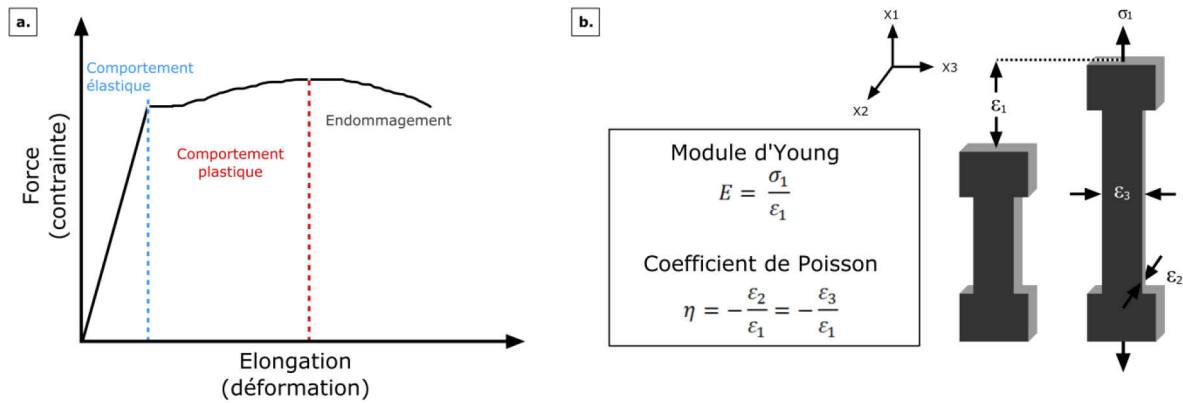 a.
Comportement
élastique
Comportement
plastique
Endommagement
Force
(contrainte)
Elongation
(déformation)
b.
X1
X3
X2
σ1
ε1
ε3
ε2
Module d'Young
E = σ1 / ε1
Coefficient de Poisson
η = − ε2 / ε1 = − ε3 / ε1